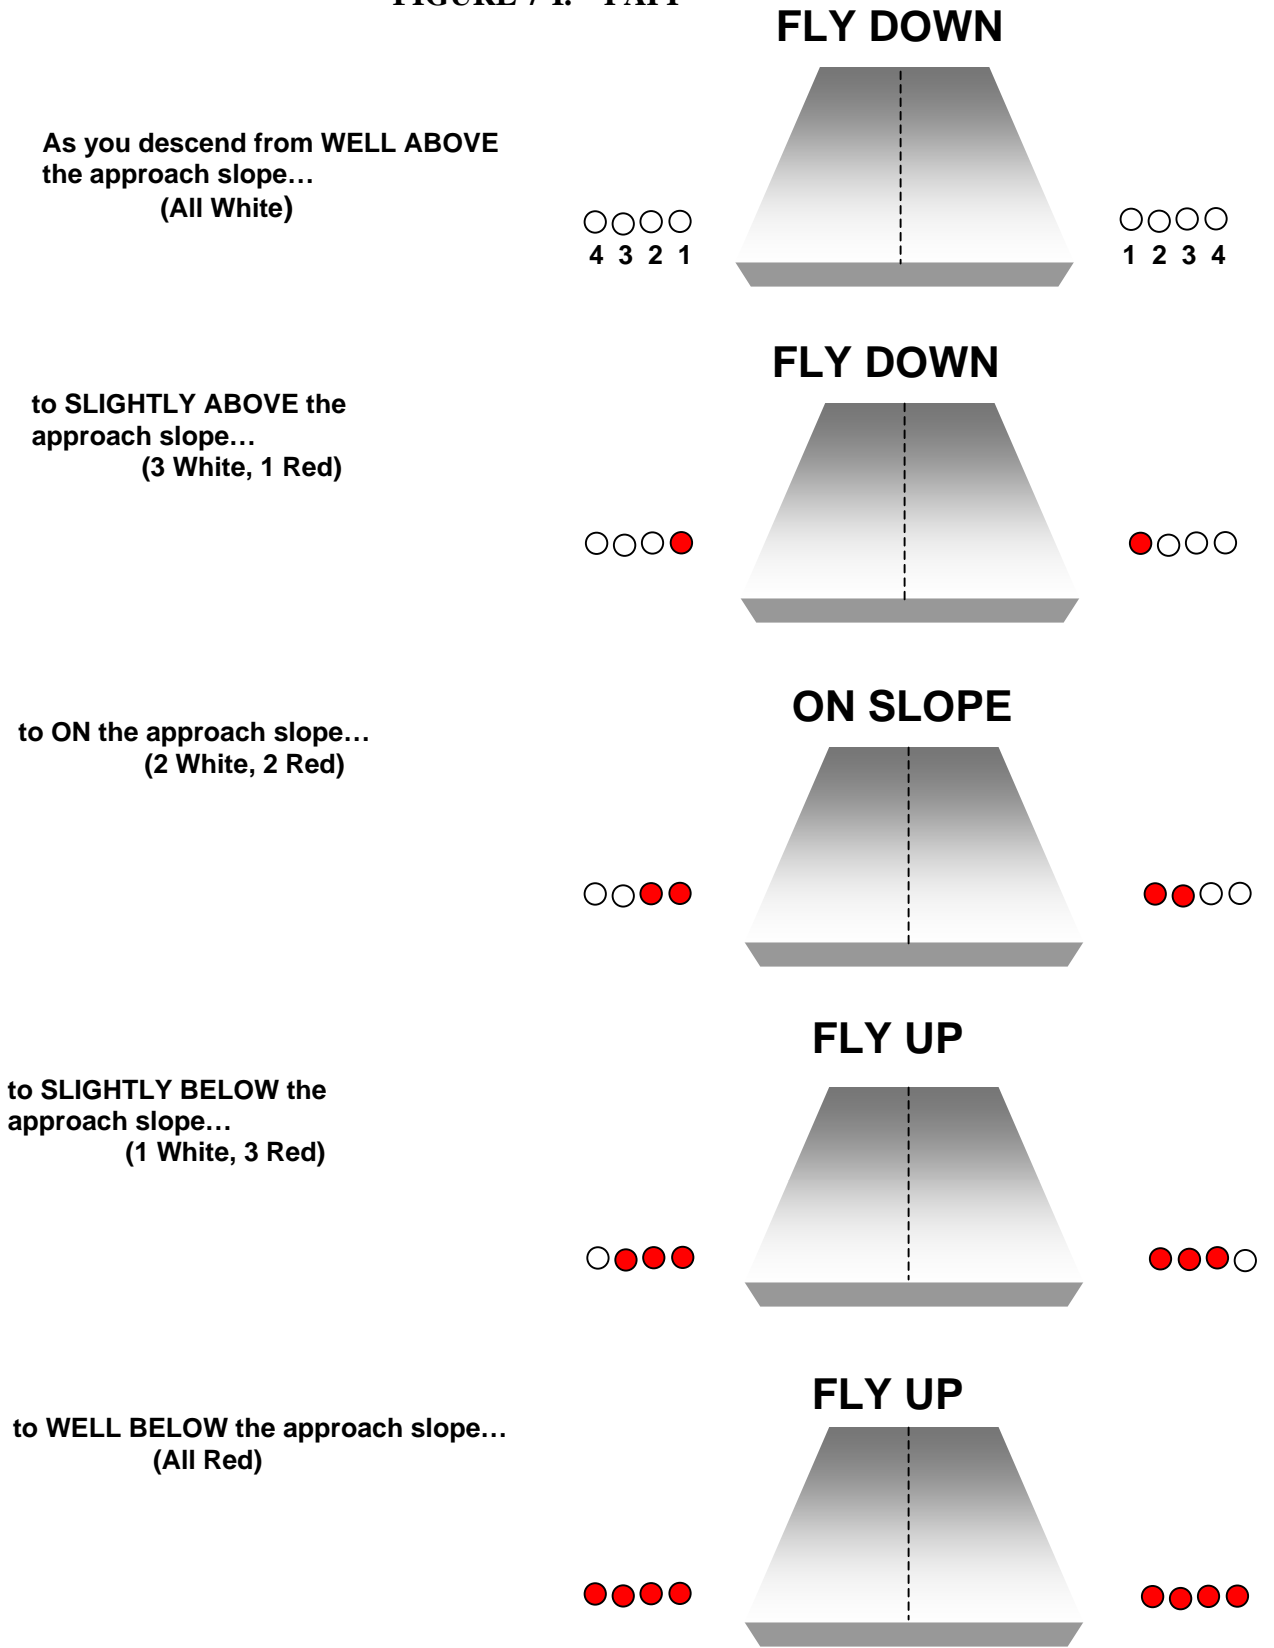 FLY DOWN
As you descend from WELL ABOVE
the approach slope…
(All White)
4 3 2 1
1 2 3 4
FLY DOWN
to SLIGHTLY ABOVE the
approach slope…
(3 White, 1 Red)
ON SLOPE
to ON the approach slope…
(2 White, 2 Red)
FLY UP
to SLIGHTLY BELOW the
approach slope…
(1 White, 3 Red)
FLY UP
to WELL BELOW the approach slope…
(All Red)